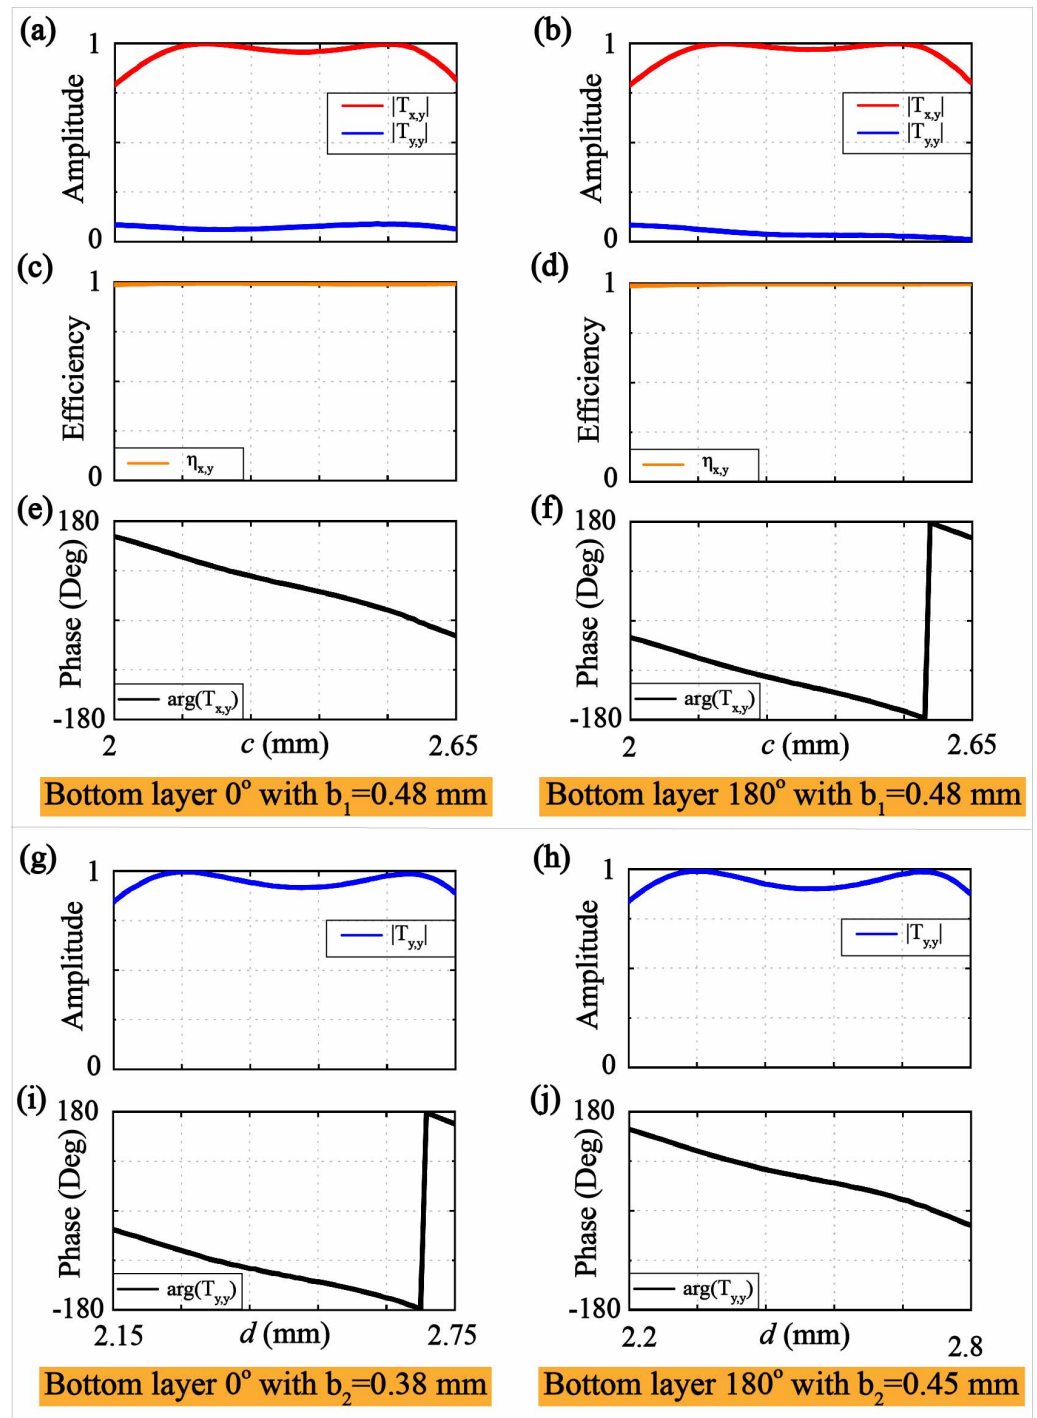 (a)
1
Amplitude
0
|Tx,y|
|Ty,y|
(b)
1
Amplitude
0
|Tx,y|
|Ty,y|
(c)
1
Efficiency
0
ηx,y
(d)
1
Efficiency
0
ηx,y
(e)
180
Phase (Deg)
-180
arg(Tx,y)
2
c (mm)
2.65
(f)
180
Phase (Deg)
-180
arg(Tx,y)
2
c (mm)
2.65
Bottom layer 0° with b1=0.48 mm
Bottom layer 180° with b1=0.48 mm
(g)
1
Amplitude
0
|Ty,y|
(h)
1
Amplitude
0
|Ty,y|
(i)
180
Phase (Deg)
-180
arg(Ty,y)
2.15
d (mm)
2.75
(j)
180
Phase (Deg)
-180
arg(Ty,y)
2.2
d (mm)
2.8
Bottom layer 0° with b2=0.38 mm
Bottom layer 180° with b2=0.45 mm